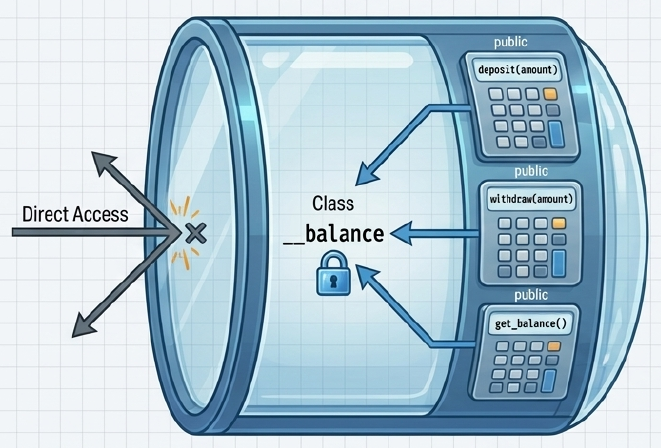 public
deposit(amount)
public
withdraw(amount)
public
get_balance()
Direct Access
Class
__balance